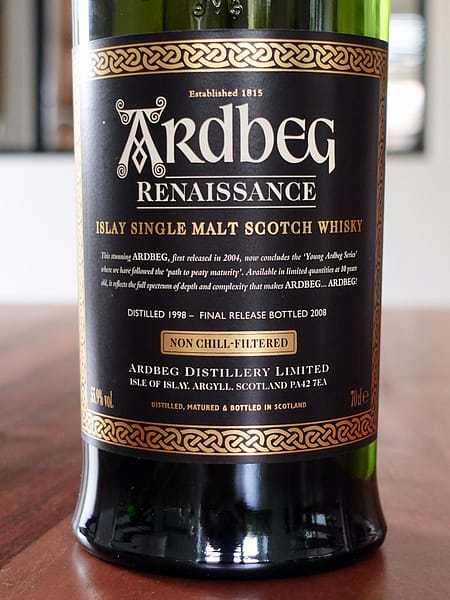 Established 1815
ARDBEG
RENAISSANCE
ISLAY SINGLE MALT SCOTCH WHISKY
This stunning ARDBEG, first released in 2004, now concludes the 'Young Ardbeg Series'
where we have followed the 'path to peaty maturity'. Available in limited quantities at 10 years
old, it reflects the full spectrum of depth and complexity that makes ARDBEG... ARDBEG!
DISTILLED 1998 – FINAL RELEASE BOTTLED 2008
NON CHILL-FILTERED
ARDBEG DISTILLERY LIMITED
ISLE OF ISLAY, ARGYLL, SCOTLAND PA42 7EA
55.9% vol. 70cl e
DISTILLED, MATURED & BOTTLED IN SCOTLAND